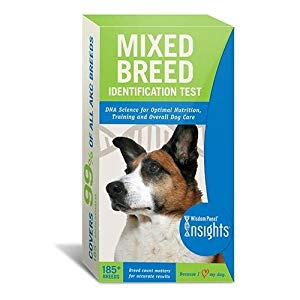 MIXED
BREED
IDENTIFICATION TEST
DNA Science for Optimal Nutrition,
Training and Overall Dog Care
COVERS 99% OF ALL AKC BREEDS
Wisdom Panel
insights
185+
BREEDS
Breed count matters
for accurate results
Because I my dog.